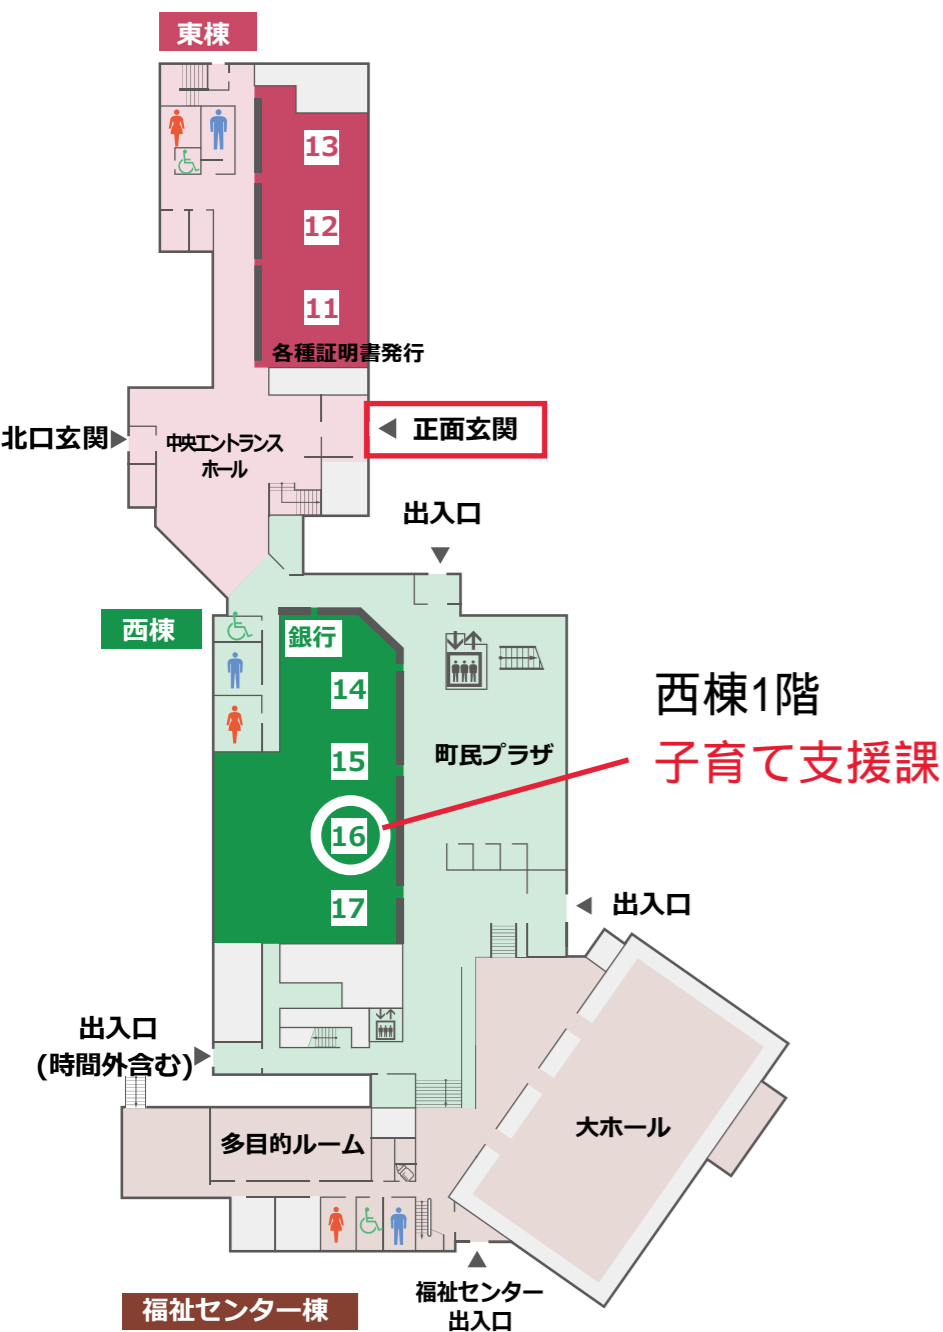 東棟
13
12
11
各種証明書発行
北口玄関
中央エントランス
ホール
正面玄関
出入口
西棟
銀行
14
15
16
17
町民プラザ
西棟1階
子育て支援課
出入口
出入口
(時間外含む)
多目的ルーム
大ホール
福祉センター棟
福祉センター
出入口